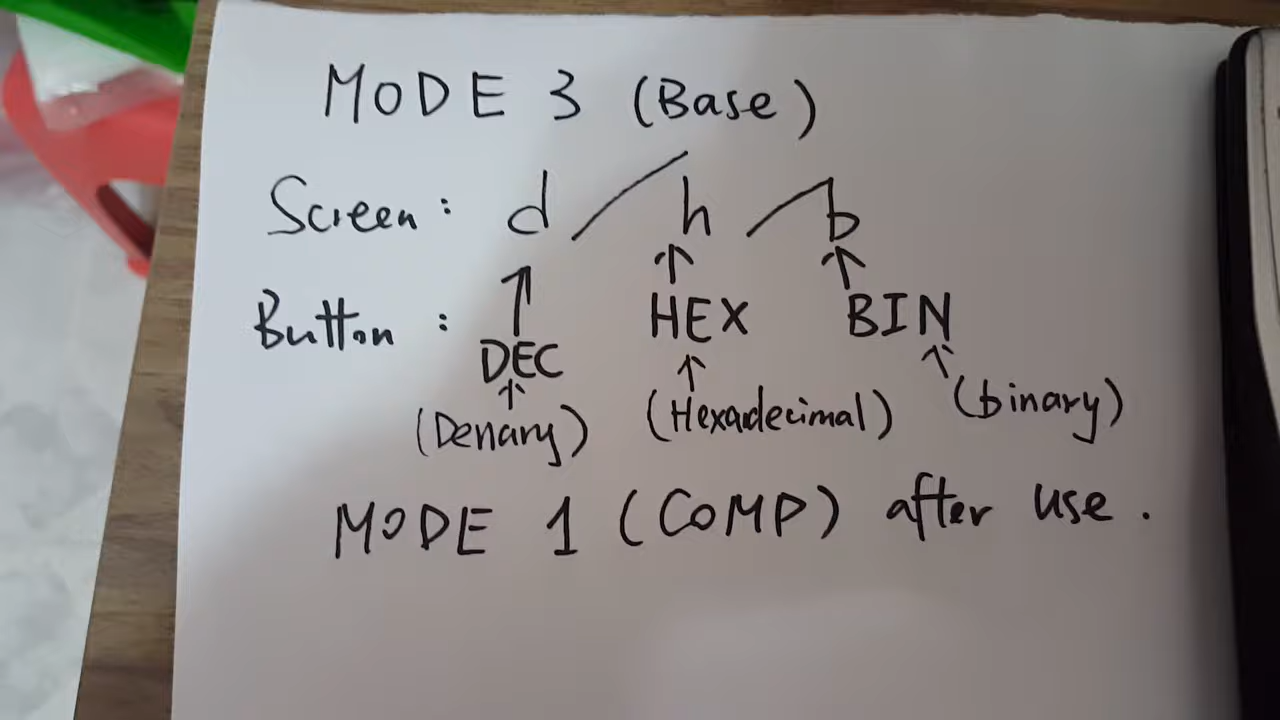 MODE 3 (Base)
Screen : d / h / b
Button : DEC HEX BIN
(Denary) (Hexadecimal) (binary)
MODE 1 (COMP) after use.